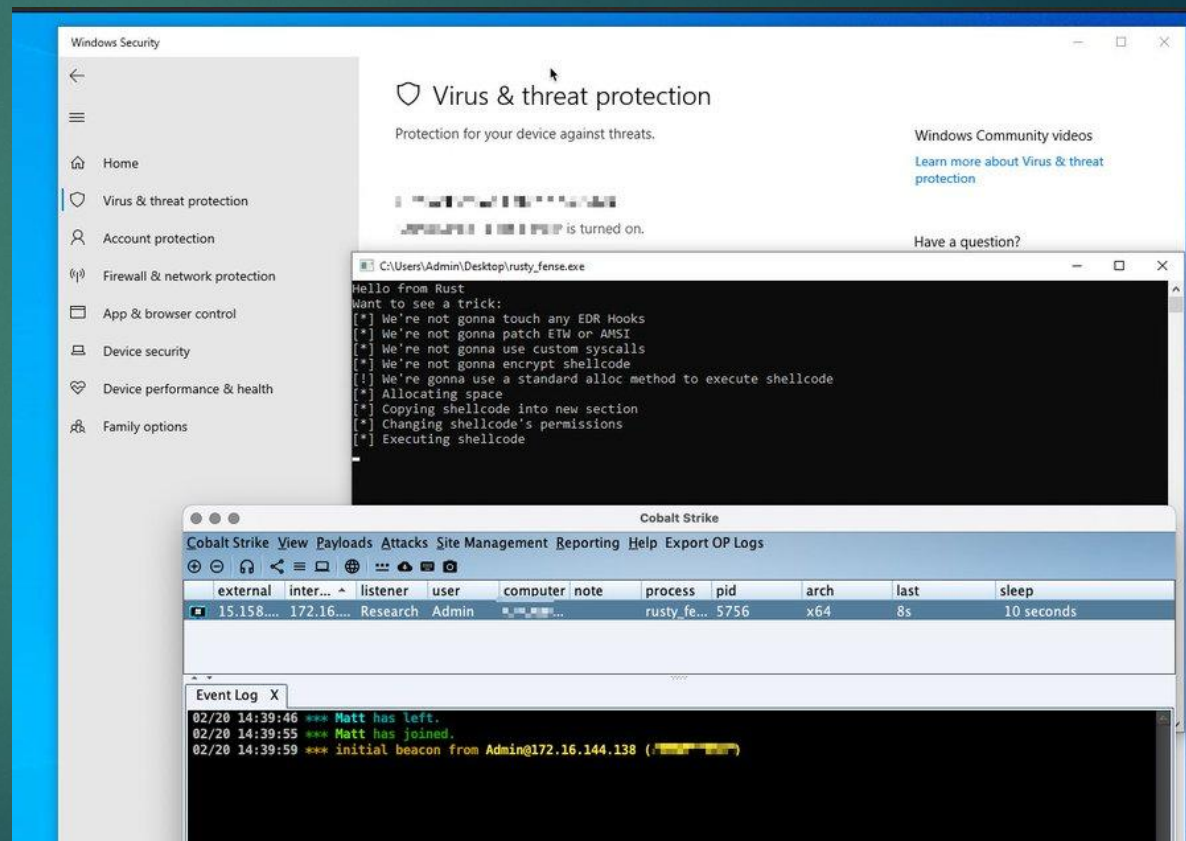 Windows Security
Virus & threat protection
Protection for your device against threats.
is turned on.
Windows Community videos
Learn more about Virus & threat
protection
Have a question?
Home
Virus & threat protection
Account protection
Firewall & network protection
App & browser control
Device security
Device performance & health
Family options
C:\Users\Admin\Desktop\rusty_fense.exe
Hello from Rust
Want to see a trick:
[*] We're not gonna touch any EDR Hooks
[*] We're not gonna patch ETW or AMSI
[*] We're not gonna use custom syscalls
[*] We're not gonna encrypt shellcode
[!] We're gonna use a standard alloc method to execute shellcode
[*] Allocating space
[*] Copying shellcode into new section
[*] Changing shellcode's permissions
[*] Executing shellcode
Cobalt Strike
Cobalt Strike View Payloads Attacks Site Management Reporting Help Export OP Logs
external inter... listener user computer note process pid arch last sleep
15.158.... 172.16.... Research Admin ... rusty_fe... 5756 x64 8s 10 seconds
Event Log X
02/20 14:39:46 *** Matt has left.
02/20 14:39:55 *** Matt has joined.
02/20 14:39:59 *** initial beacon from Admin@172.16.144.138 ( )